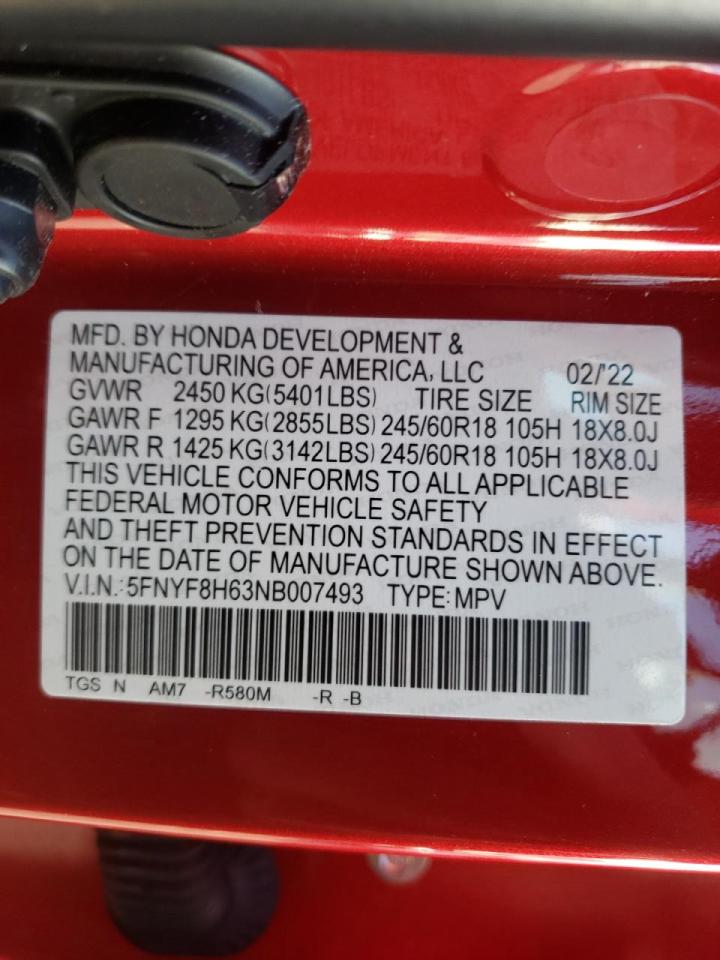 MFD. BY HONDA DEVELOPMENT &
MANUFACTURING OF AMERICA, LLC 02/'22
GVWR 2450 KG(5401LBS) TIRE SIZE RIM SIZE
GAWR F 1295 KG(2855LBS) 245/60R18 105H 18X8.0J
GAWR R 1425 KG(3142LBS) 245/60R18 105H 18X8.0J
THIS VEHICLE CONFORMS TO ALL APPLICABLE
FEDERAL MOTOR VEHICLE SAFETY
AND THEFT PREVENTION STANDARDS IN EFFECT
ON THE DATE OF MANUFACTURE SHOWN ABOVE.
V.I.N.: 5FNYF8H63NB007493 TYPE: MPV
TGS N AM7 -R580M -R -B